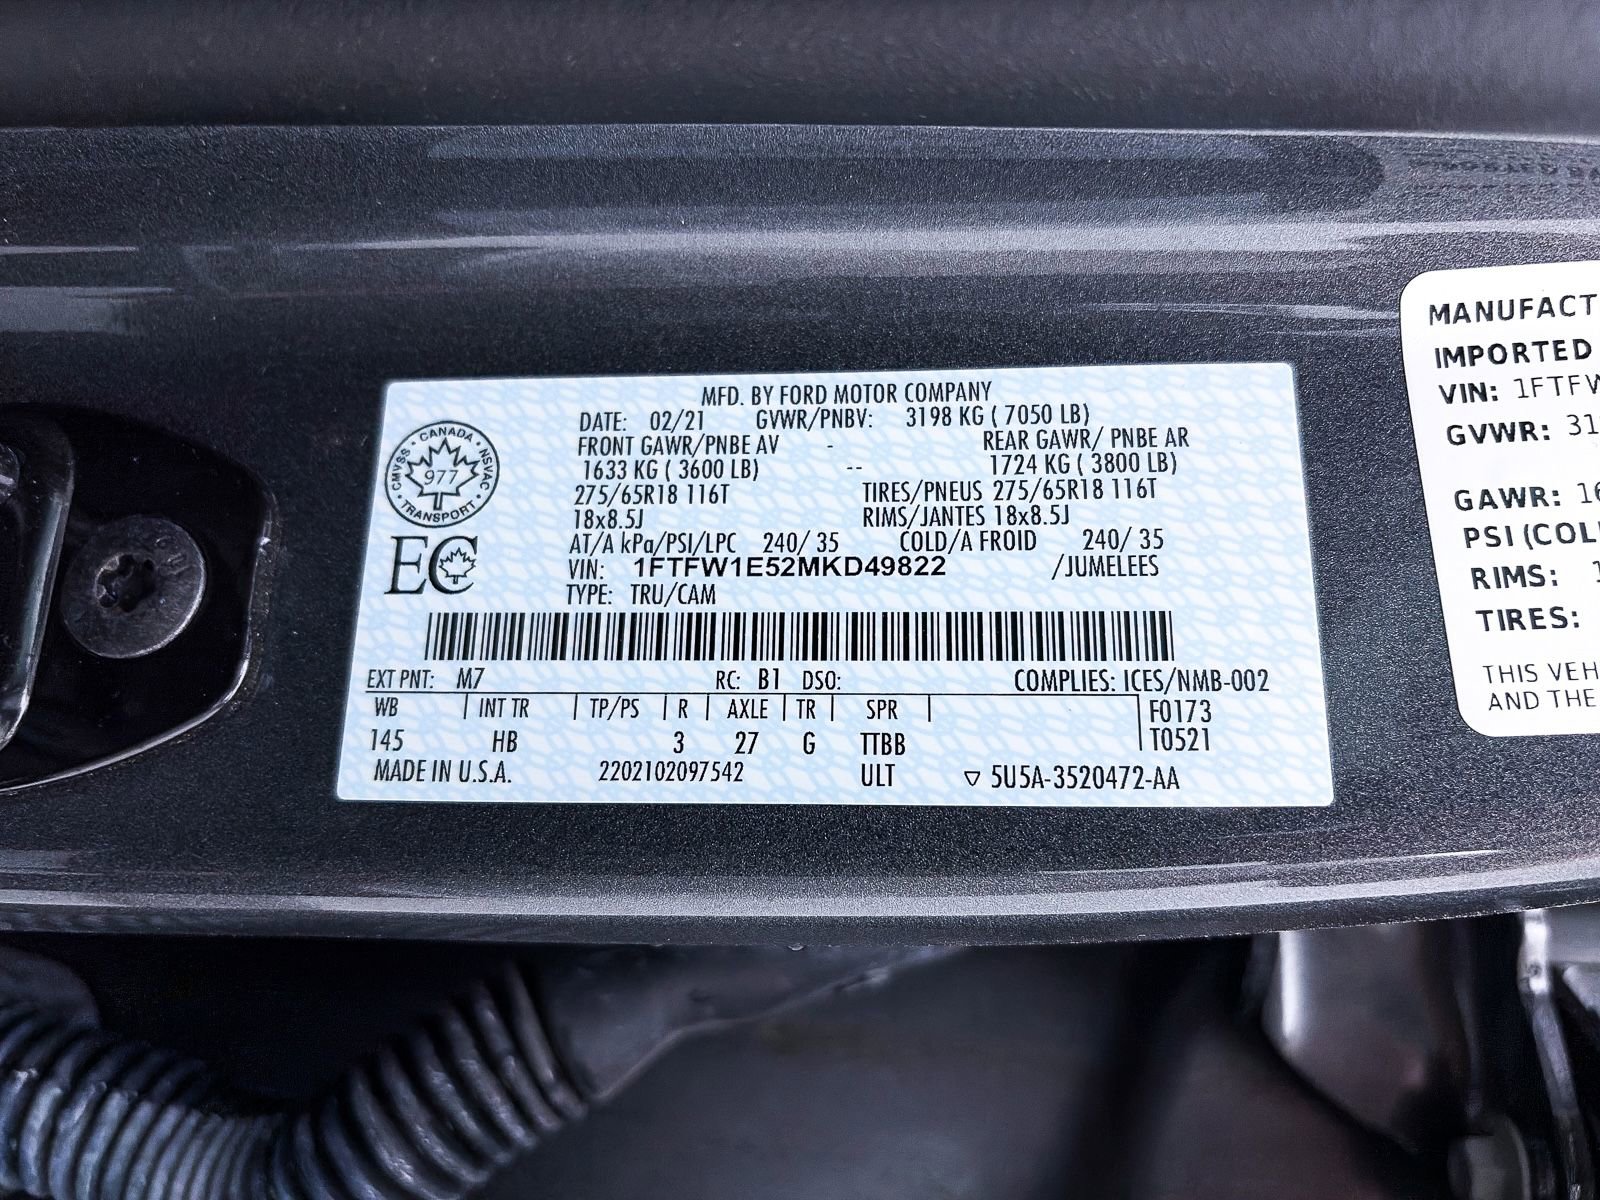 MFD. BY FORD MOTOR COMPANY
DATE: 02/21 GVWR/PNBV: 3198 KG ( 7050 LB)
FRONT GAWR/PNBE AV - REAR GAWR/ PNBE AR
1633 KG ( 3600 LB) -- 1724 KG ( 3800 LB)
275/65R18 116T TIRES/PNEUS 275/65R18 116T
18x8.5J RIMS/JANTES 18x8.5J
AT/A kPa/PSI/LPC 240/ 35 COLD/A FROID 240/ 35
VIN: 1FTFW1E52MKD49822 /JUMELEES
TYPE: TRU/CAM
CANADA
CMVSS 977 NSVAC
TRANSPORT
EC
EXT PNT: M7 RC: B1 DSO: COMPLIES: ICES/NMB-002
WB | INT TR | TP/PS | R | AXLE | TR | SPR | F0173
145 HB 3 27 G TTBB T0521
MADE IN U.S.A. 2202102097542 ULT ▽ 5U5A-3520472-AA
MANUFACT
IMPORTED
VIN: 1FTFW
GVWR: 31
GAWR: 16
PSI (COL
RIMS: 1
TIRES:
THIS VEH
AND THE